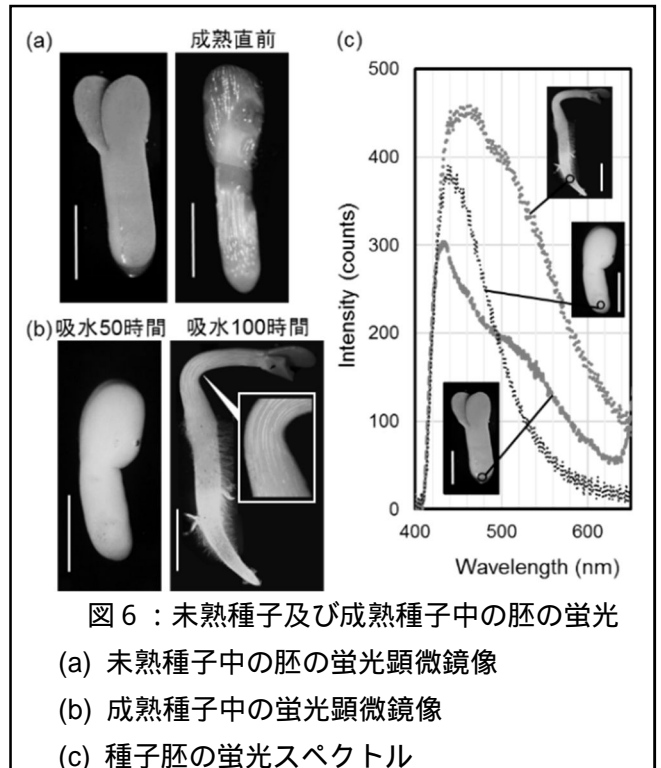 (a)
成熟直前
(b) 吸水50時間 吸水100時間
(c)
500
400
300
200
100
0
400 500 600
Intensity (counts)
Wavelength (nm)
図6：未熟種子及び成熟種子中の胚の蛍光
(a) 未熟種子中の胚の蛍光顕微鏡像
(b) 成熟種子中の蛍光顕微鏡像
(c) 種子胚の蛍光スペクトル